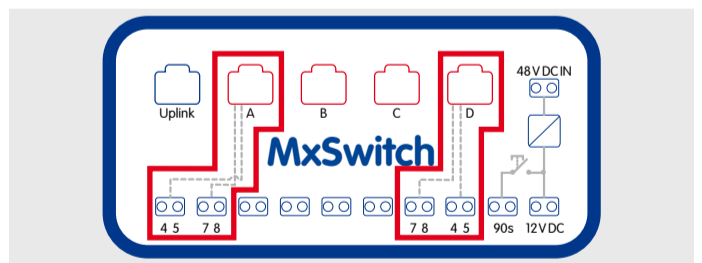 48 V DC IN
Uplink A B C D
MxSwitch
4 5 7 8 7 8 4 5 90s 12 V DC